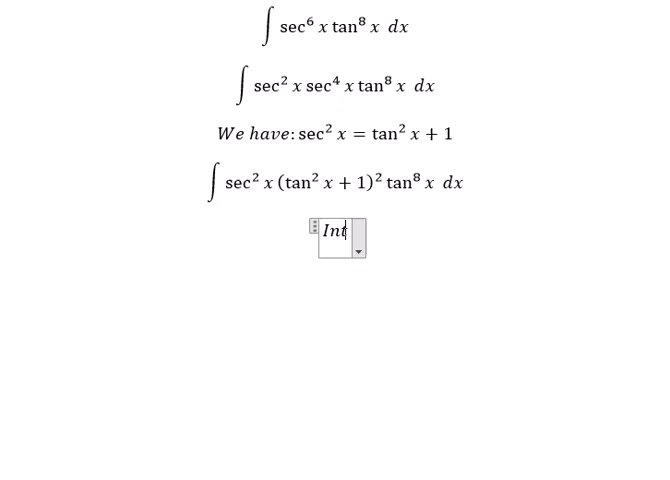 ∫ sec⁶ x tan⁸ x dx
∫ sec² x sec⁴ x tan⁸ x dx
We have: sec² x = tan² x + 1
∫ sec² x (tan² x + 1)² tan⁸ x dx
Int